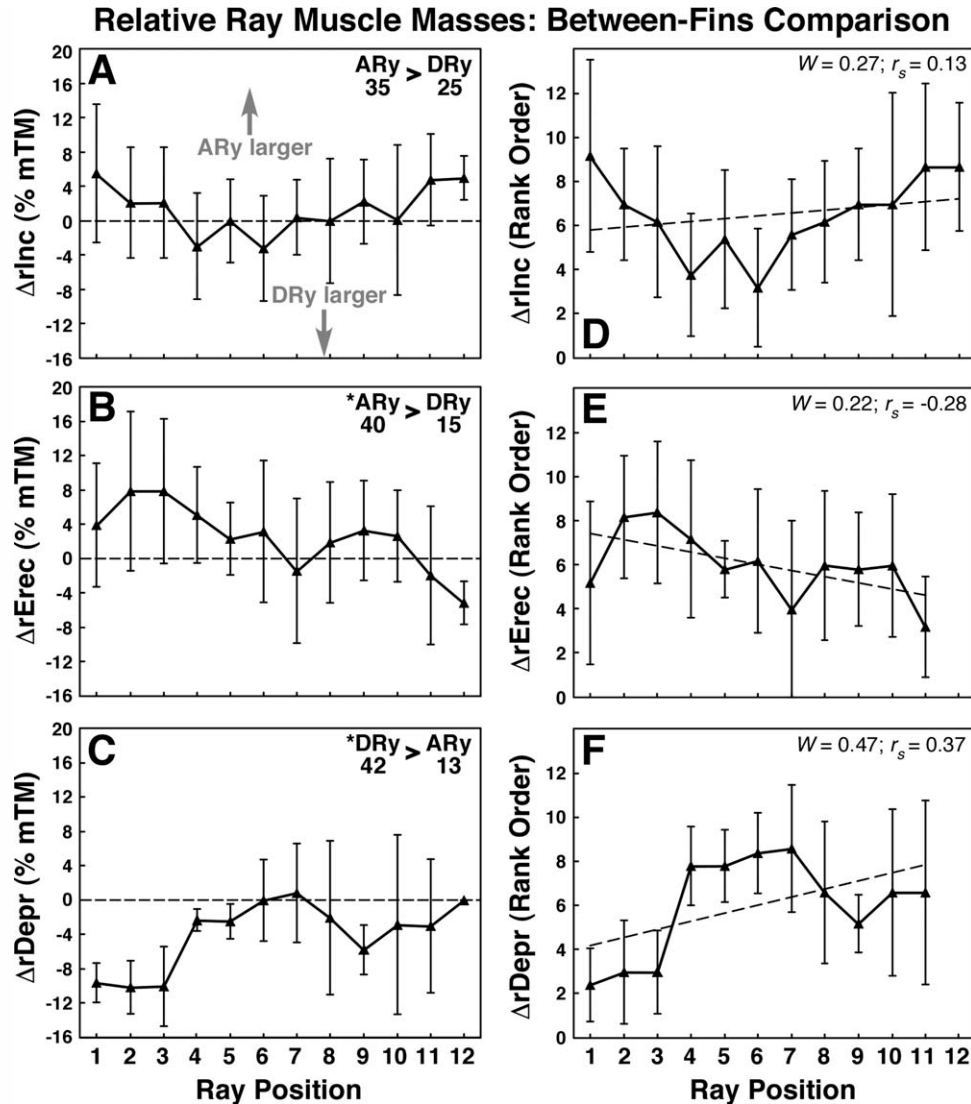 Relative Ray Muscle Masses: Between-Fins Comparison
A
ARy > DRy
35 25
ARy larger
DRy larger
ΔrInc (% mTM)
20
16
12
8
4
0
-4
-8
-12
-16
D
W = 0.27; rs = 0.13
ΔrInc (Rank Order)
12
10
8
6
4
2
0
B
*ARy > DRy
40 15
ΔrErec (% mTM)
20
16
12
8
4
0
-4
-8
-12
-16
E
W = 0.22; rs = -0.28
ΔrErec (Rank Order)
12
10
8
6
4
2
0
C
*DRy > ARy
42 13
ΔrDepr (% mTM)
20
16
12
8
4
0
-4
-8
-12
-16
1 2 3 4 5 6 7 8 9 10 11 12
Ray Position
F
W = 0.47; rs = 0.37
ΔrDepr (Rank Order)
12
10
8
6
4
2
0
1 2 3 4 5 6 7 8 9 10 11 12
Ray Position